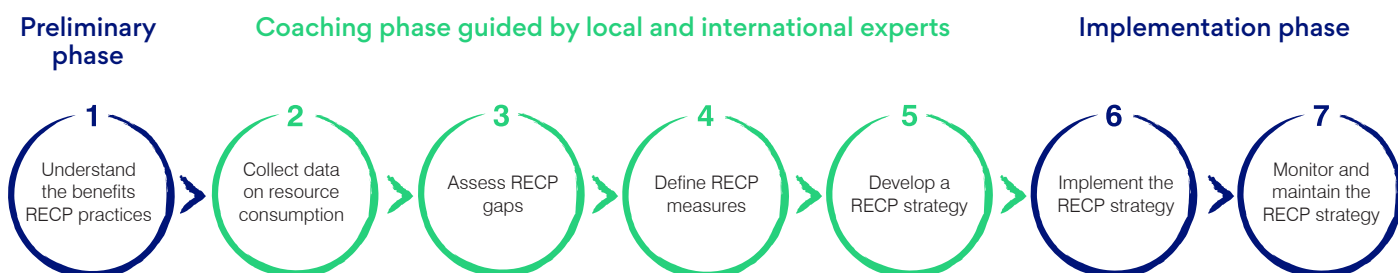 Preliminary
phase
Coaching phase guided by local and international experts
Implementation phase
1
Understand
the benefits
RECP practices
2
Collect data
on resource
consumption
3
Assess RECP
gaps
4
Define RECP
measures
5
Develop a
RECP strategy
6
Implement the
RECP strategy
7
Monitor and
maintain the
RECP strategy